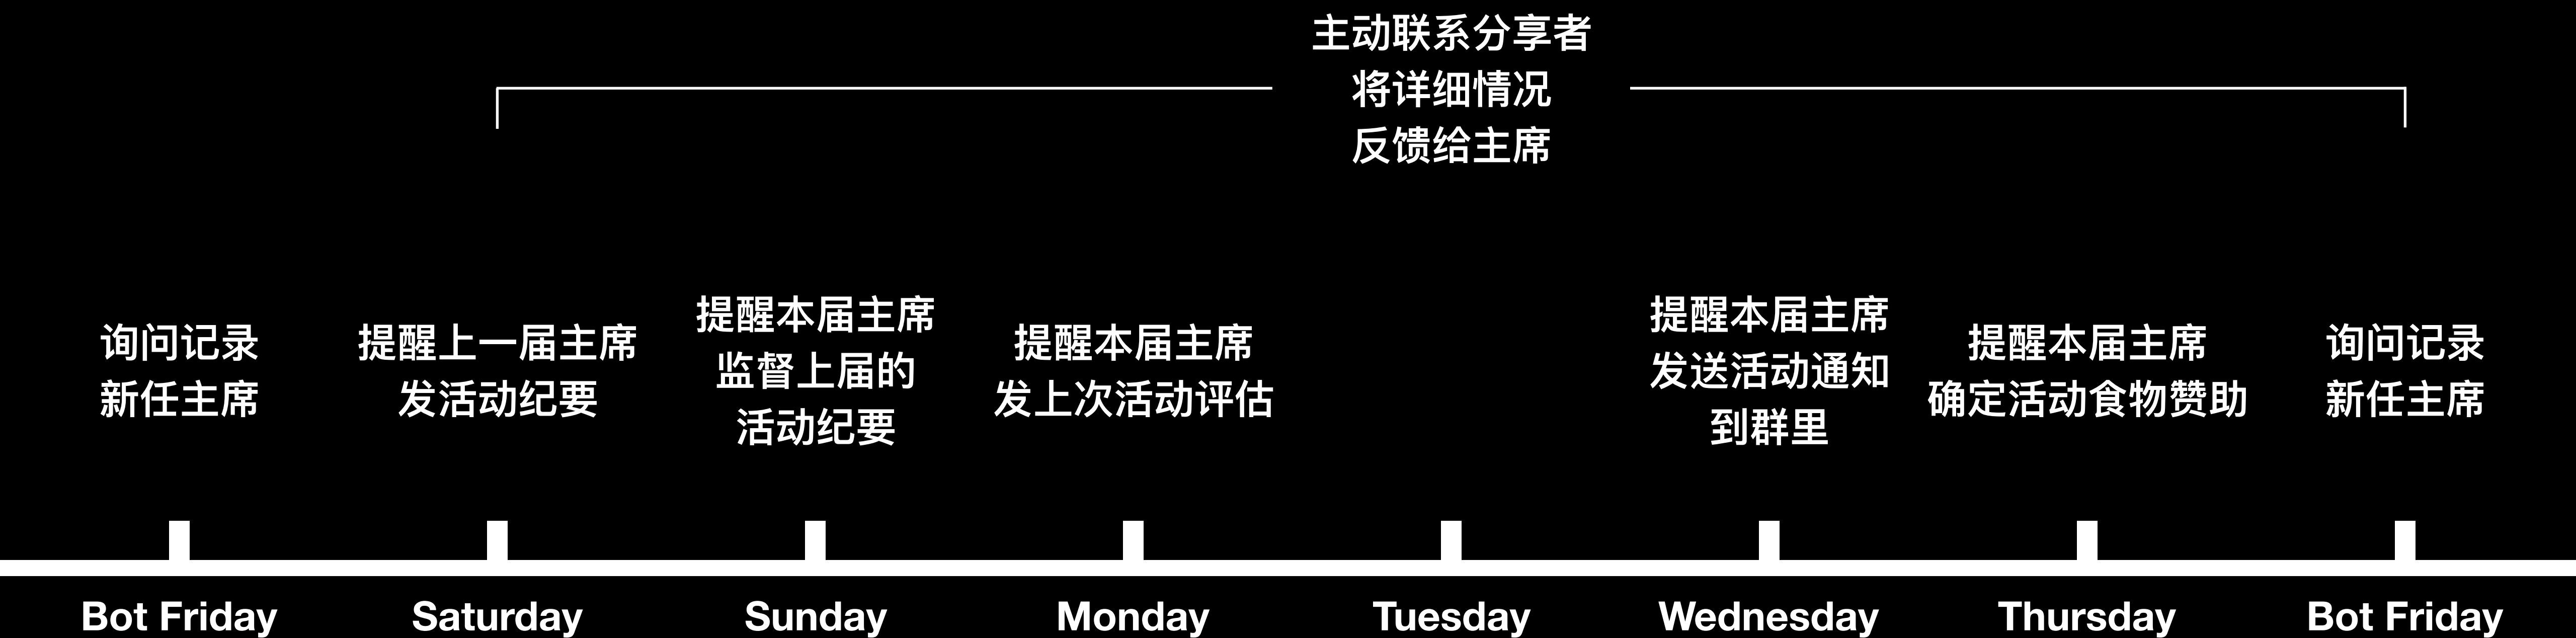 主动联系分享者
将详细情况
反馈给主席
询问记录
新任主席
提醒上一届主席
发活动纪要
提醒本届主席
监督上届的
活动纪要
提醒本届主席
发上次活动评估
提醒本届主席
发送活动通知
到群里
提醒本届主席
确定活动食物赞助
询问记录
新任主席
Bot Friday
Saturday
Sunday
Monday
Tuesday
Wednesday
Thursday
Bot Friday